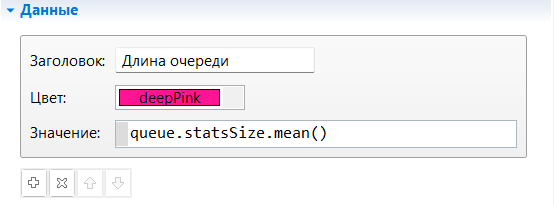 Данные
Заголовок: Длина очереди
Цвет: deepPink
Значение: queue.statsSize.mean()